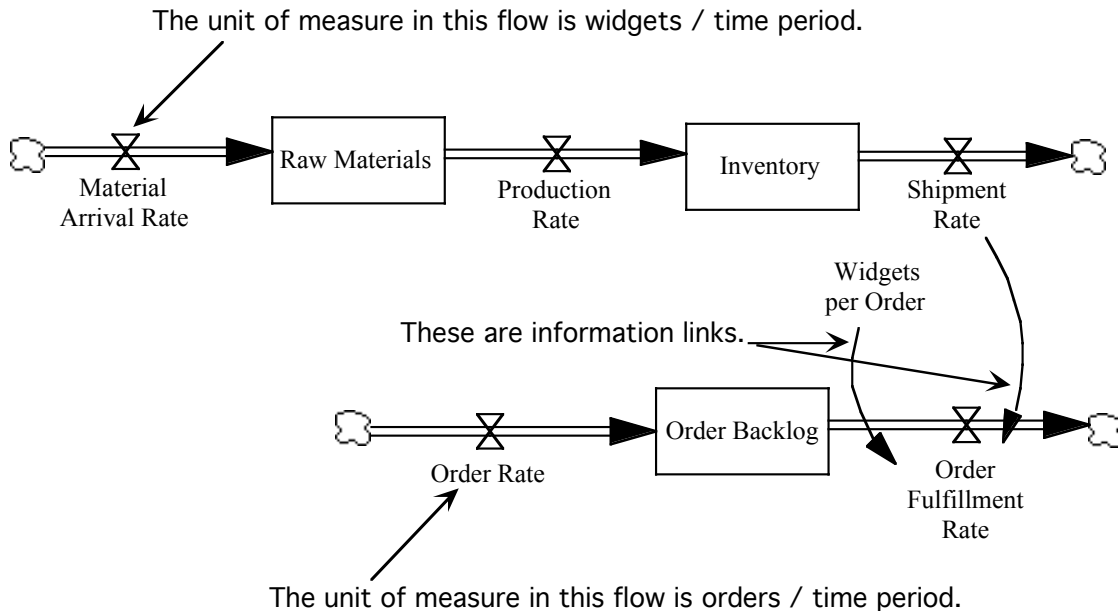 The unit of measure in this flow is widgets / time period.
Raw Materials
Inventory
Material
Arrival Rate
Production
Rate
Shipment
Rate
Widgets
per Order
These are information links.
Order Backlog
Order Rate
Order
Fulfillment
Rate
The unit of measure in this flow is orders / time period.